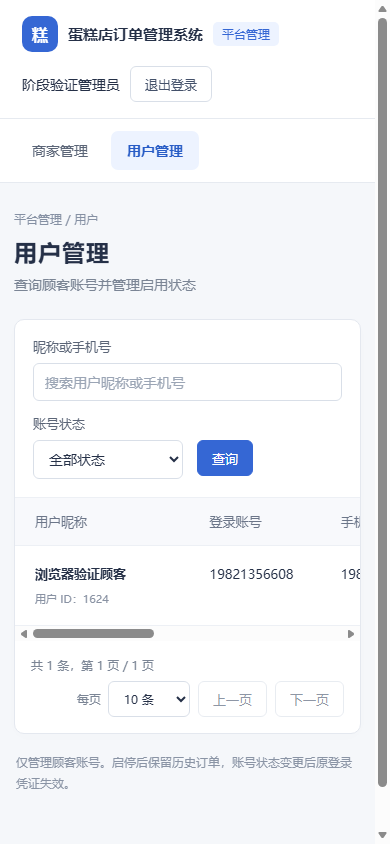 糕 蛋糕店订单管理系统 平台管理
阶段验证管理员 退出登录
商家管理 用户管理
平台管理 / 用户
用户管理
查询顾客账号并管理启用状态
昵称或手机号
搜索用户昵称或手机号
账号状态
全部状态 查询
用户昵称 登录账号 手机
浏览器验证顾客 19821356608 198
用户 ID：1624
共 1 条，第 1 页 / 1 页
每页 10 条 上一页 下一页
仅管理顾客账号。启停后保留历史订单，账号状态变更后原登录
凭证失效。